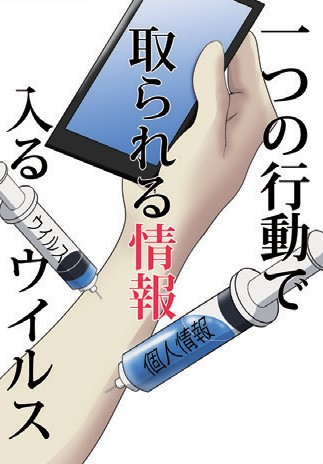 一つの行動で
取られる情報
入るウイルス
ウイルス
個人情報